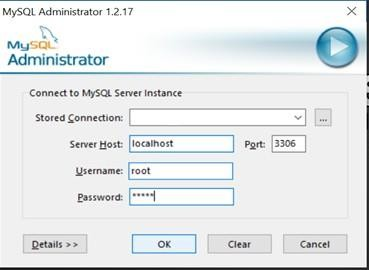 MySQL Administrator 1.2.17
MySQL
Administrator
Connect to MySQL Server Instance
Stored Connection: ...
Server Host: localhost Port: 3306
Username: root
Password: *****
Details >> OK Clear Cancel